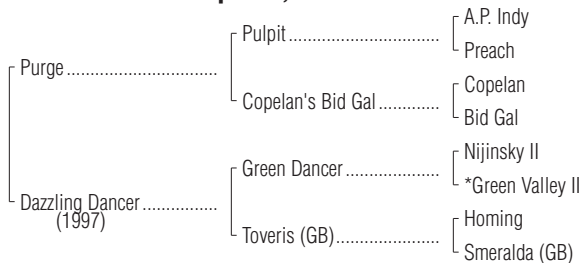 Pulpit
A.P. Indy
Preach
Purge
Copelan's Bid Gal
Copelan
Bid Gal
Green Dancer
Nijinsky II
*Green Valley II
Dazzling Dancer
(1997)
Toveris (GB)
Homing
Smeralda (GB)